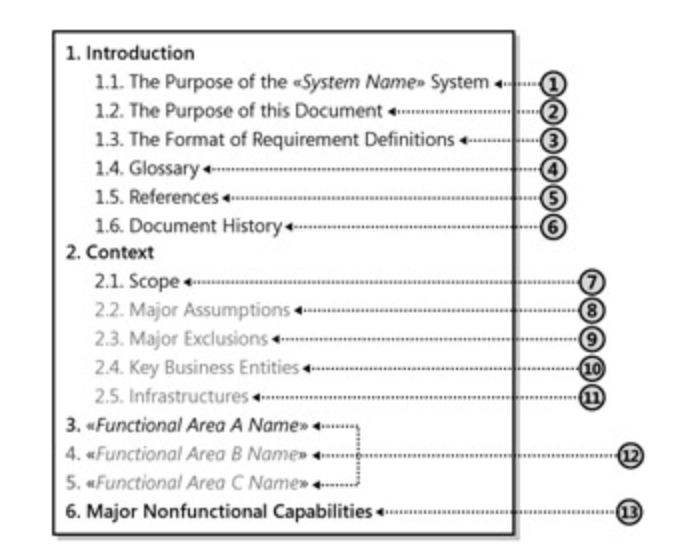 1. Introduction
1.1. The Purpose of the «System Name» System 1
1.2. The Purpose of this Document 2
1.3. The Format of Requirement Definitions 3
1.4. Glossary 4
1.5. References 5
1.6. Document History 6
2. Context
2.1. Scope 7
2.2. Major Assumptions 8
2.3. Major Exclusions 9
2.4. Key Business Entities 10
2.5. Infrastructures 11
3. «Functional Area A Name»
4. «Functional Area B Name» 12
5. «Functional Area C Name»
6. Major Nonfunctional Capabilities 13